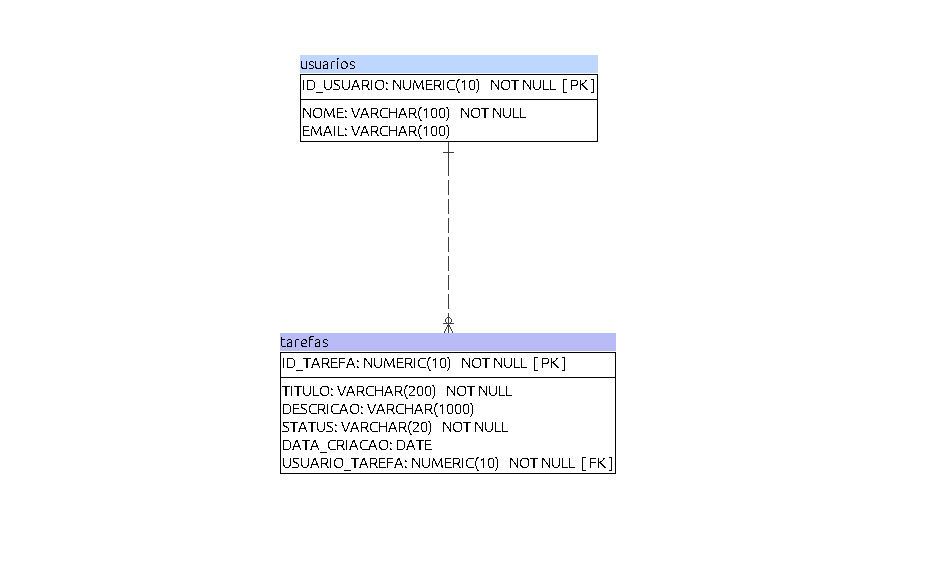 usuarios
ID_USUARIO: NUMERIC(10) NOT NULL [ PK ]
NOME: VARCHAR(100) NOT NULL
EMAIL: VARCHAR(100)
tarefas
ID_TAREFA: NUMERIC(10) NOT NULL [ PK ]
TITULO: VARCHAR(200) NOT NULL
DESCRICAO: VARCHAR(1000)
STATUS: VARCHAR(20) NOT NULL
DATA_CRIACAO: DATE
USUARIO_TAREFA: NUMERIC(10) NOT NULL [ FK ]